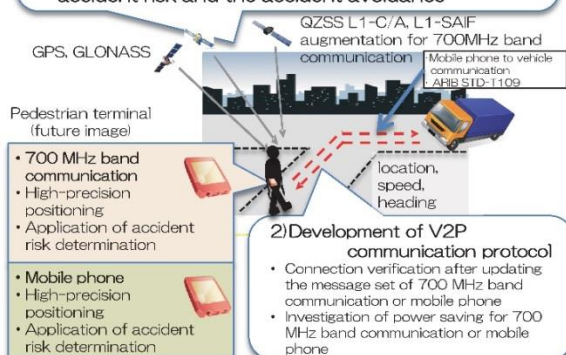 accident risk and the accident avoidance
QZSS L1-C/A, L1-SAIF
augmentation for 700MHz band
communication
GPS, GLONASS
・Mobile phone to vehicle
communication
・ARIB STD-T109
Pedestrian terminal
(future image)
• 700 MHz band
communication
• High-precision
positioning
• Application of accident
risk determination
location,
speed,
heading
• Mobile phone
• High-precision
positioning
• Application of accident
risk determination
2)Development of V2P
communication protocol
• Connection verification after updating
the message set of 700 MHz band
communication or mobile phone
• Investigation of power saving for 700
MHz band communication or mobile
phone